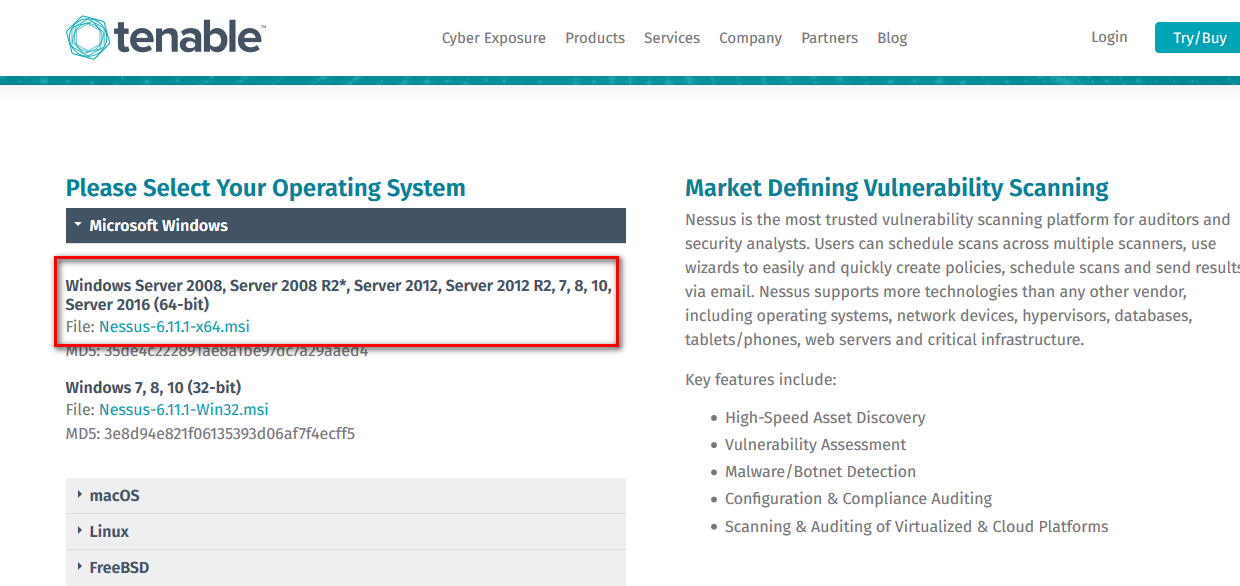 tenable™
Cyber Exposure Products Services Company Partners Blog
Login
Try/Buy
Please Select Your Operating System
Microsoft Windows
Windows Server 2008, Server 2008 R2*, Server 2012, Server 2012 R2, 7, 8, 10,
Server 2016 (64-bit)
File: Nessus-6.11.1-x64.msi
MD5: 35de4c222891ae8a1be97dc7a29aaed4
Windows 7, 8, 10 (32-bit)
File: Nessus-6.11.1-Win32.msi
MD5: 3e8d94e821f06135393d06af7f4ecff5
macOS
Linux
FreeBSD
Market Defining Vulnerability Scanning
Nessus is the most trusted vulnerability scanning platform for auditors and
security analysts. Users can schedule scans across multiple scanners, use
wizards to easily and quickly create policies, schedule scans and send results
via email. Nessus supports more technologies than any other vendor,
including operating systems, network devices, hypervisors, databases,
tablets/phones, web servers and critical infrastructure.
Key features include:
• High-Speed Asset Discovery
• Vulnerability Assessment
• Malware/Botnet Detection
• Configuration & Compliance Auditing
• Scanning & Auditing of Virtualized & Cloud Platforms